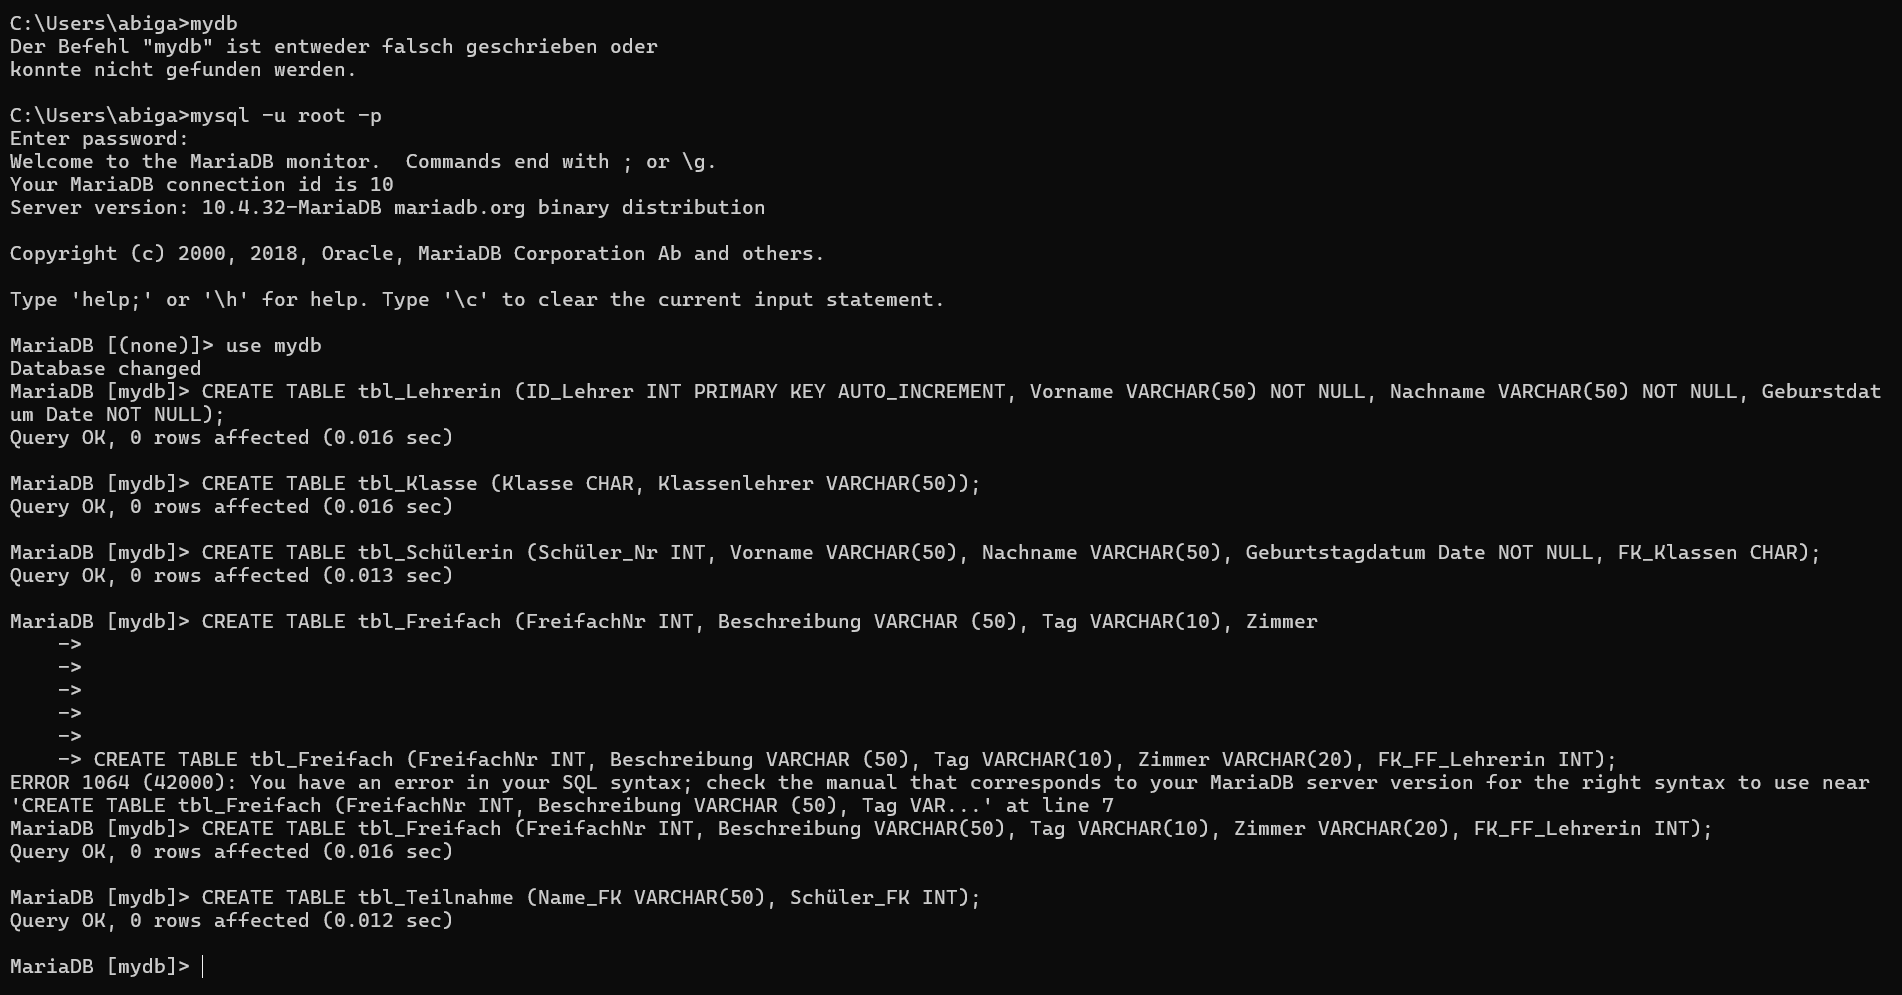 C:\Users\abiga>mydb
Der Befehl "mydb" ist entweder falsch geschrieben oder
konnte nicht gefunden werden.
C:\Users\abiga>mysql -u root -p
Enter password:
Welcome to the MariaDB monitor.  Commands end with ; or \g.
Your MariaDB connection id is 10
Server version: 10.4.32-MariaDB mariadb.org binary distribution
Copyright (c) 2000, 2018, Oracle, MariaDB Corporation Ab and others.
Type 'help;' or '\h' for help. Type '\c' to clear the current input statement.
MariaDB [(none)]> use mydb
Database changed
MariaDB [mydb]> CREATE TABLE tbl_Lehrerin (ID_Lehrer INT PRIMARY KEY AUTO_INCREMENT, Vorname VARCHAR(50) NOT NULL, Nachname VARCHAR(50) NOT NULL, Geburstdat
um Date NOT NULL);
Query OK, 0 rows affected (0.016 sec)
MariaDB [mydb]> CREATE TABLE tbl_Klasse (Klasse CHAR, Klassenlehrer VARCHAR(50));
Query OK, 0 rows affected (0.016 sec)
MariaDB [mydb]> CREATE TABLE tbl_Schülerin (Schüler_Nr INT, Vorname VARCHAR(50), Nachname VARCHAR(50), Geburtstagdatum Date NOT NULL, FK_Klassen CHAR);
Query OK, 0 rows affected (0.013 sec)
MariaDB [mydb]> CREATE TABLE tbl_Freifach (FreifachNr INT, Beschreibung VARCHAR (50), Tag VARCHAR(10), Zimmer
    ->
    ->
    ->
    ->
    ->
    -> CREATE TABLE tbl_Freifach (FreifachNr INT, Beschreibung VARCHAR (50), Tag VARCHAR(10), Zimmer VARCHAR(20), FK_FF_Lehrerin INT);
ERROR 1064 (42000): You have an error in your SQL syntax; check the manual that corresponds to your MariaDB server version for the right syntax to use near
'CREATE TABLE tbl_Freifach (FreifachNr INT, Beschreibung VARCHAR (50), Tag VAR...' at line 7
MariaDB [mydb]> CREATE TABLE tbl_Freifach (FreifachNr INT, Beschreibung VARCHAR(50), Tag VARCHAR(10), Zimmer VARCHAR(20), FK_FF_Lehrerin INT);
Query OK, 0 rows affected (0.016 sec)
MariaDB [mydb]> CREATE TABLE tbl_Teilnahme (Name_FK VARCHAR(50), Schüler_FK INT);
Query OK, 0 rows affected (0.012 sec)
MariaDB [mydb]>